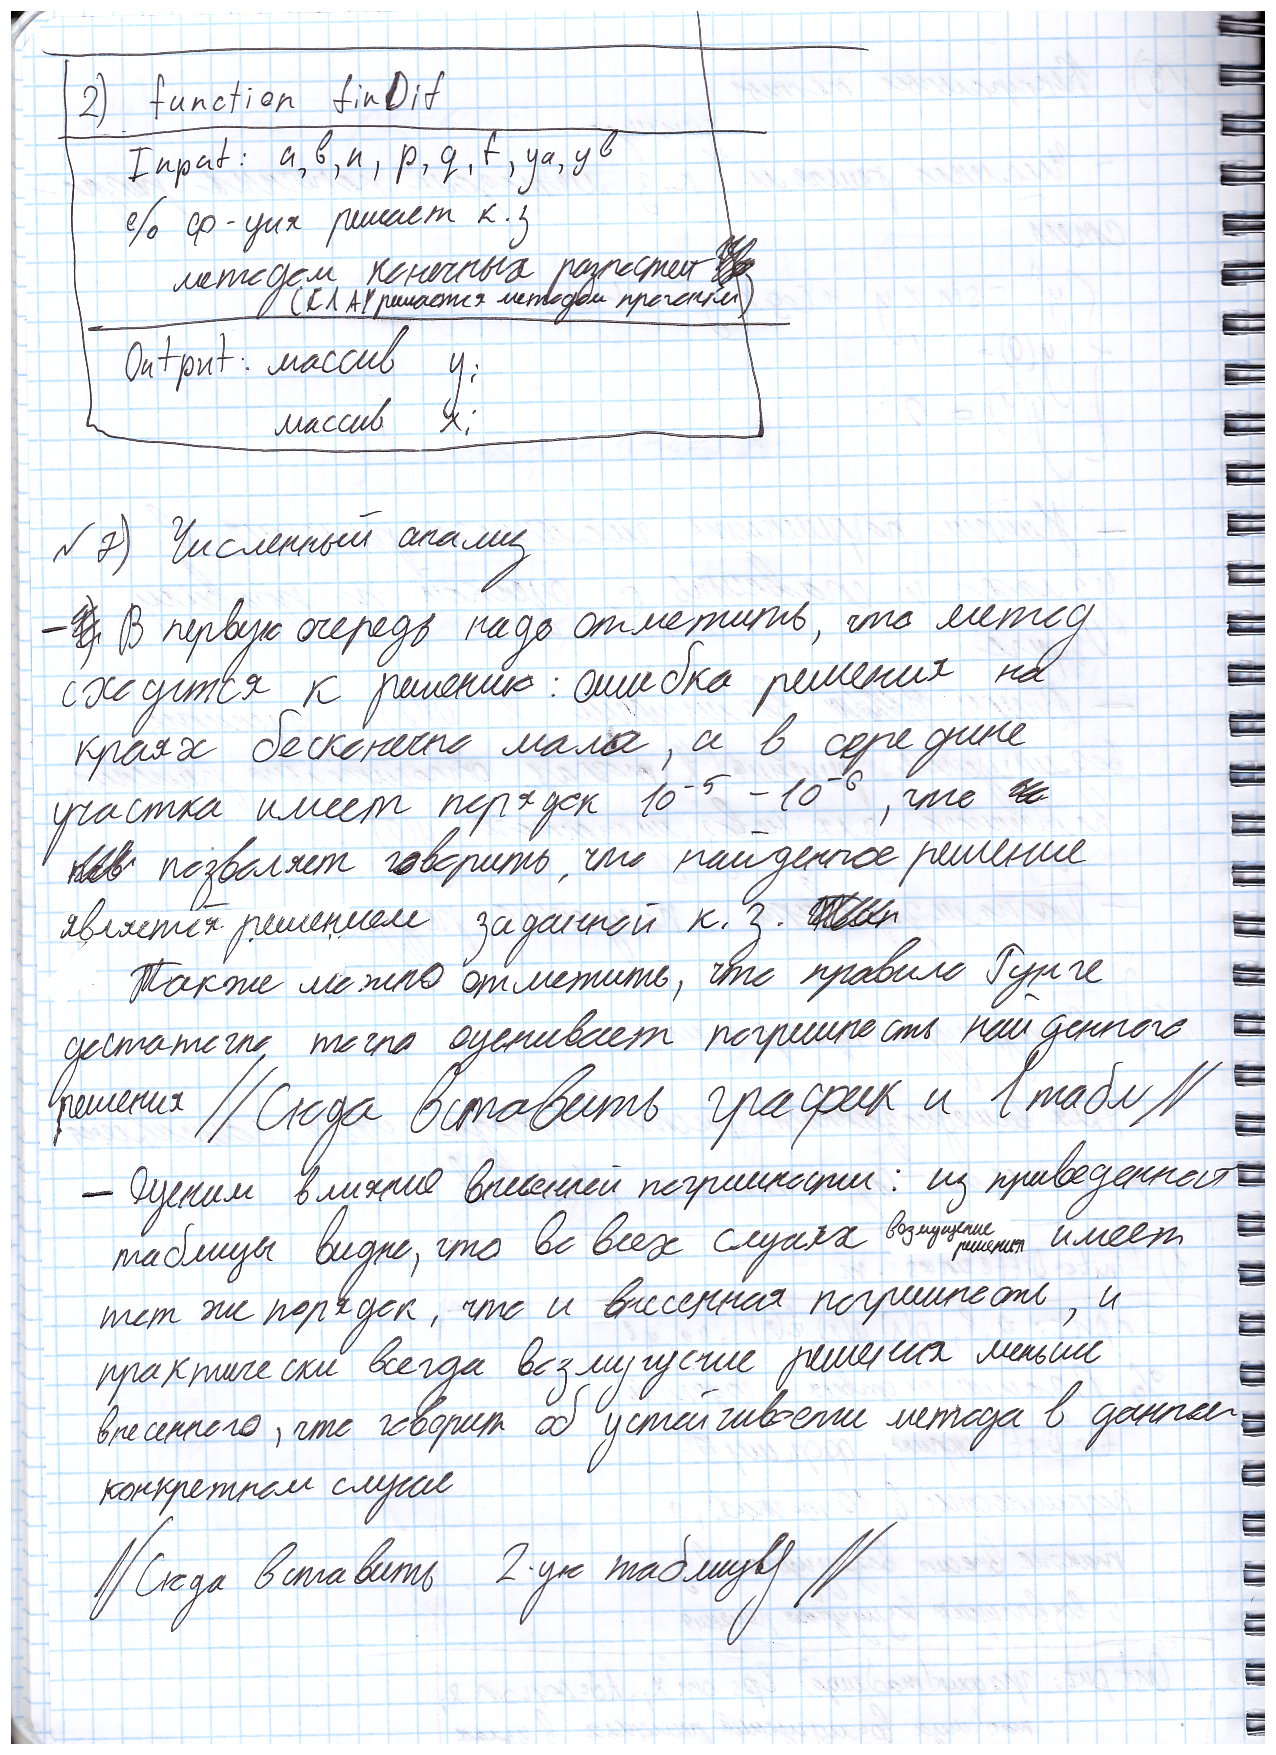 2) function finDif
Input: a, b, n, p, q, f, ya, yb
% ф-ция решает к.з
методом конечных разностей
(СЛАУ решается методом прогонки)
Output: массив yi
массив xi
№7) Численный анализ
– В первую очередь надо отметить, что метод
сходится к решению: ошибка решения на
краях бесконечно мала, а в середине
участка имеет порядок 10⁻⁵ – 10⁻⁶, что
позволяет говорить, что найденное решение
является решением заданной к.з.
Также можно отметить, что правило Рунге
достаточно точно оценивает погрешность найденного
решения // Сюда вставить график и 1 табл //
– Оценим влияние внесенной погрешности: из приведенной
таблицы видно, что во всех случаях возмущение решения имеет
тот же порядок, что и внесенная погрешность, и
практически всегда возмущение решения меньше
внесенного, что говорит об устойчивости метода в данном
конкретном случае
// Сюда вставить 2-ую таблицу //